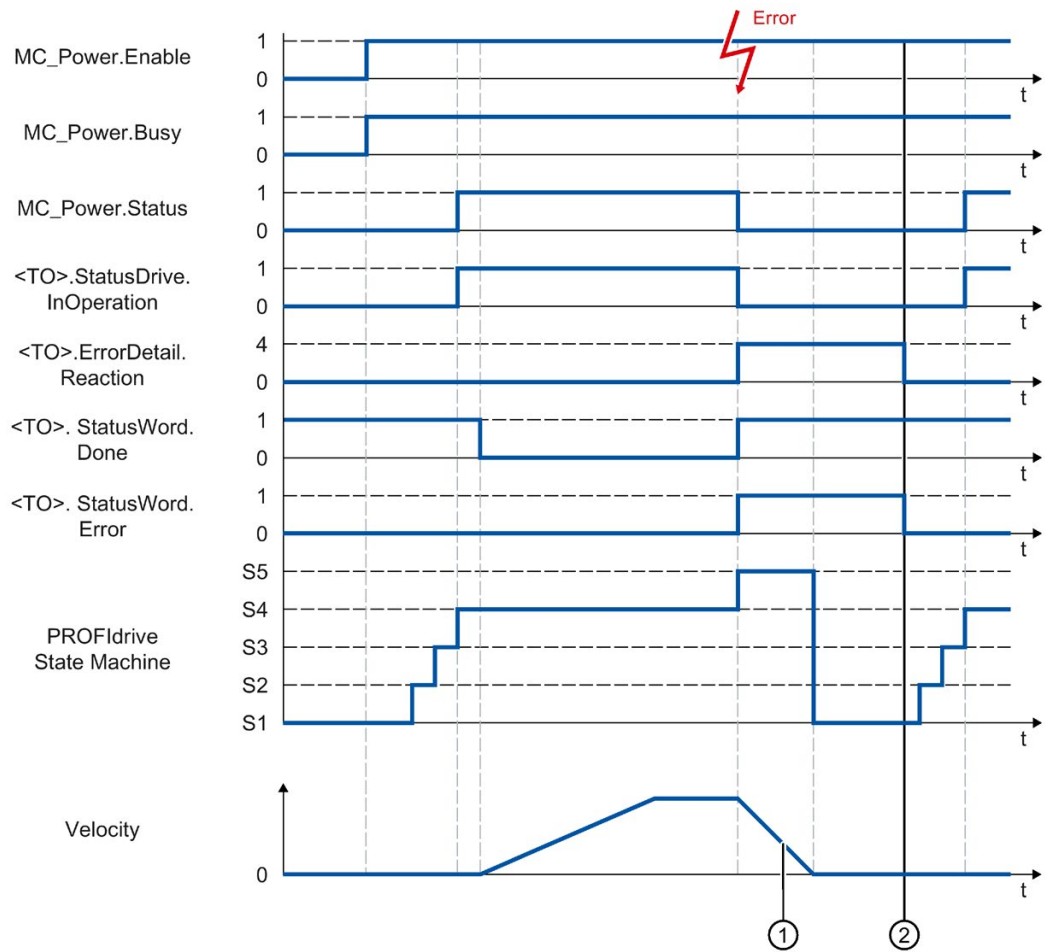 Error
MC_Power.Enable
1
0
t
MC_Power.Busy
1
0
t
MC_Power.Status
1
0
t
<TO>.StatusDrive.
InOperation
1
0
t
<TO>.ErrorDetail.
Reaction
4
0
t
<TO>. StatusWord.
Done
1
0
t
<TO>. StatusWord.
Error
1
0
t
PROFIdrive
State Machine
S5
S4
S3
S2
S1
t
Velocity
0
t
1
2